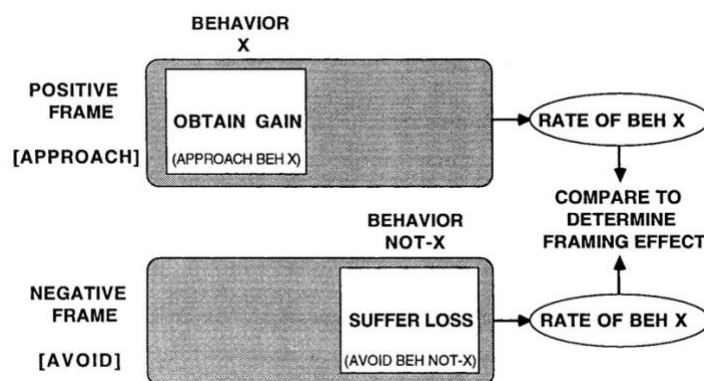 BEHAVIOR
X
POSITIVE
FRAME
[APPROACH]
OBTAIN GAIN
(APPROACH BEH X)
RATE OF BEH X
COMPARE TO
DETERMINE
FRAMING EFFECT
BEHAVIOR
NOT-X
NEGATIVE
FRAME
[AVOID]
SUFFER LOSS
(AVOID BEH NOT-X)
RATE OF BEH X